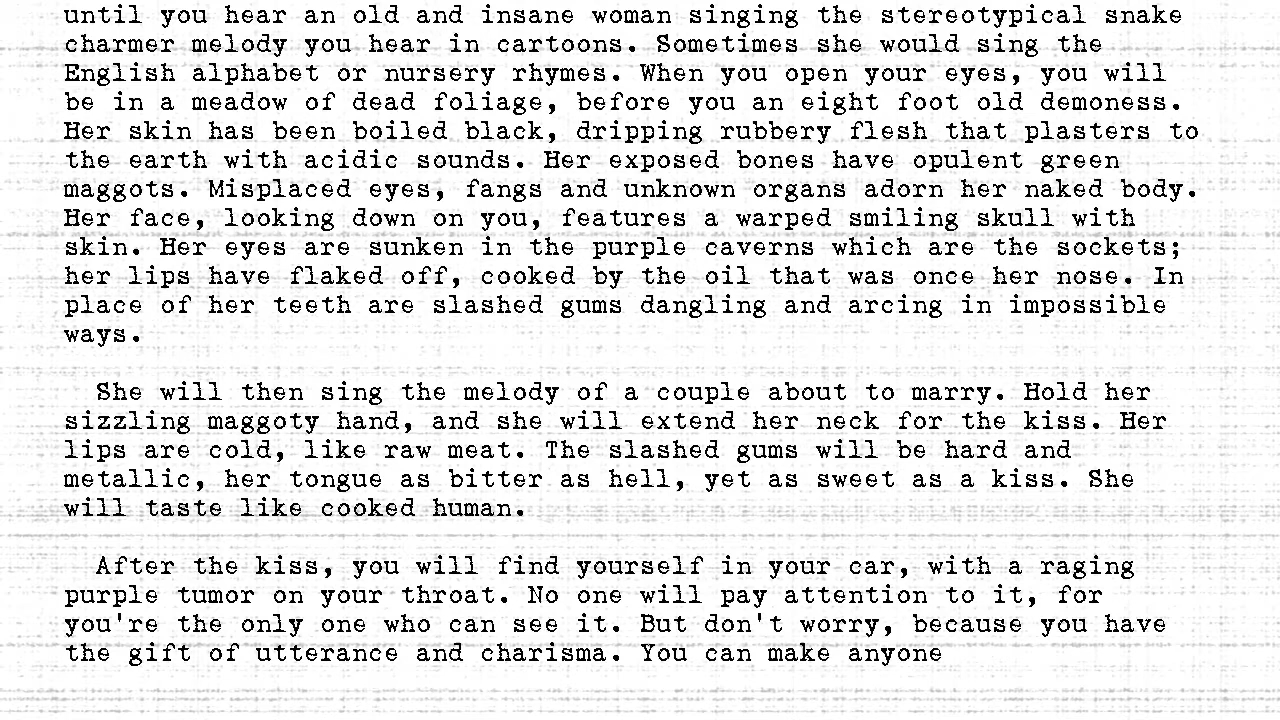 until you hear an old and insane woman singing the stereotypical snake
charmer melody you hear in cartoons. Sometimes she would sing the
English alphabet or nursery rhymes. When you open your eyes, you will
be in a meadow of dead foliage, before you an eight foot old demoness.
Her skin has been boiled black, dripping rubbery flesh that plasters to
the earth with acidic sounds. Her exposed bones have opulent green
maggots. Misplaced eyes, fangs and unknown organs adorn her naked body.
Her face, looking down on you, features a warped smiling skull with
skin. Her eyes are sunken in the purple caverns which are the sockets;
her lips have flaked off, cooked by the oil that was once her nose. In
place of her teeth are slashed gums dangling and arcing in impossible
ways.
She will then sing the melody of a couple about to marry. Hold her
sizzling maggoty hand, and she will extend her neck for the kiss. Her
lips are cold, like raw meat. The slashed gums will be hard and
metallic, her tongue as bitter as hell, yet as sweet as a kiss. She
will taste like cooked human.
After the kiss, you will find yourself in your car, with a raging
purple tumor on your throat. No one will pay attention to it, for
you're the only one who can see it. But don't worry, because you have
the gift of utterance and charisma. You can make anyone